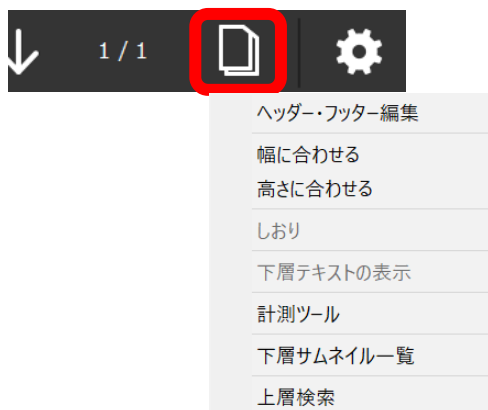 1 / 1
ヘッダー・フッター編集
幅に合わせる
高さに合わせる
しおり
下層テキストの表示
計測ツール
下層サムネイル一覧
上層検索